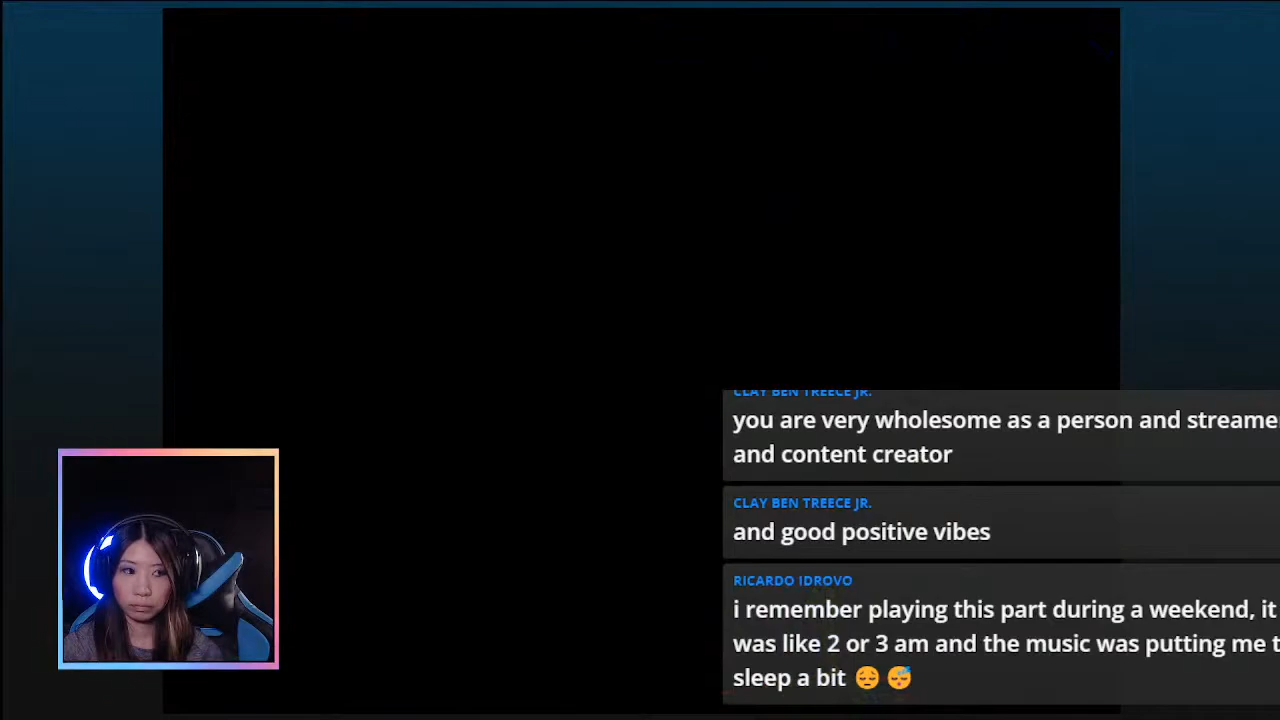 CLAY BEN TREECE JR.
you are very wholesome as a person and streame
and content creator
CLAY BEN TREECE JR.
and good positive vibes
RICARDO IDROVO
i remember playing this part during a weekend, it
was like 2 or 3 am and the music was putting me t
sleep a bit 😔 😴